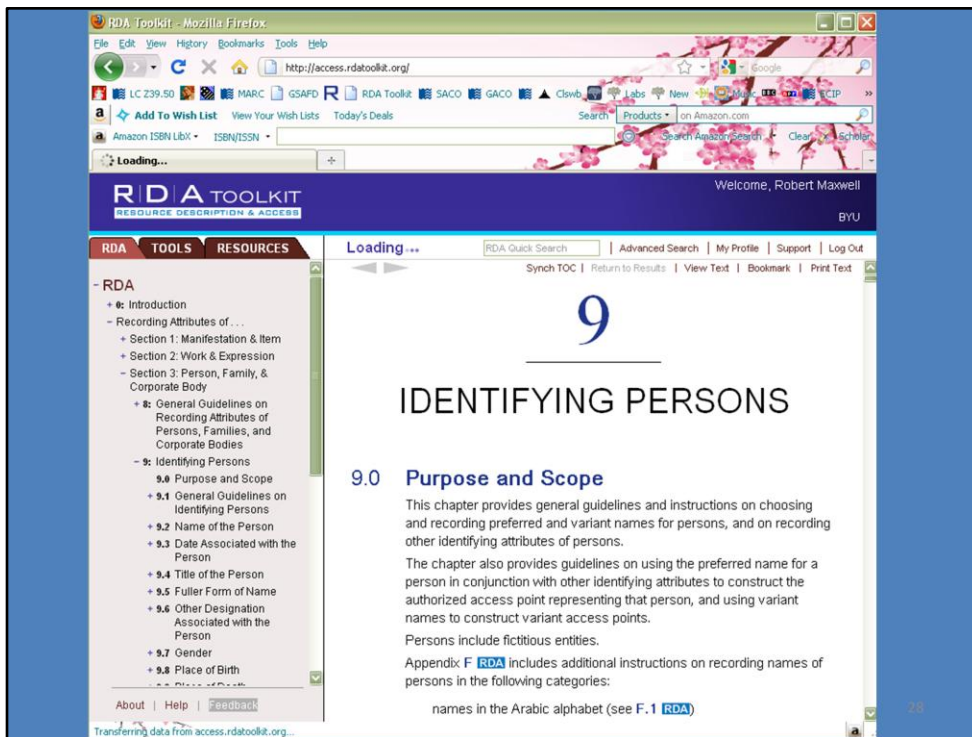 RDA Toolkit - Mozilla Firefox
File Edit View History Bookmarks Tools Help
http://access.rdatoolkit.org/
Google
LC Z39.50 MARC GSAFD RDA Toolkit SACO GACO Clswb Labs New Music ECIP »
Add To Wish List View Your Wish Lists Today's Deals Search Products on Amazon.com
Amazon ISBN LibX ISBN/ISSN Search Amazon Search Clear Scholar
Loading...
RDA TOOLKIT
RESOURCE DESCRIPTION & ACCESS
Welcome, Robert Maxwell
BYU
RDA TOOLS RESOURCES
Loading... RDA Quick Search | Advanced Search | My Profile | Support | Log Out
Synch TOC | Return to Results | View Text | Bookmark | Print Text
- RDA
+ 0: Introduction
- Recording Attributes of . . .
+ Section 1: Manifestation & Item
+ Section 2: Work & Expression
- Section 3: Person, Family, &
Corporate Body
+ 8: General Guidelines on
Recording Attributes of
Persons, Families, and
Corporate Bodies
- 9: Identifying Persons
9.0 Purpose and Scope
+ 9.1 General Guidelines on
Identifying Persons
+ 9.2 Name of the Person
+ 9.3 Date Associated with the
Person
+ 9.4 Title of the Person
+ 9.5 Fuller Form of Name
+ 9.6 Other Designation
Associated with the
Person
+ 9.7 Gender
+ 9.8 Place of Birth
About | Help | Feedback
9
IDENTIFYING PERSONS
9.0 Purpose and Scope
This chapter provides general guidelines and instructions on choosing
and recording preferred and variant names for persons, and on recording
other identifying attributes of persons.
The chapter also provides guidelines on using the preferred name for a
person in conjunction with other identifying attributes to construct the
authorized access point representing that person, and using variant
names to construct variant access points.
Persons include fictitious entities.
Appendix F RDA includes additional instructions on recording names of
persons in the following categories:
names in the Arabic alphabet (see F.1 RDA)
28
Transferring data from access.rdatoolkit.org...